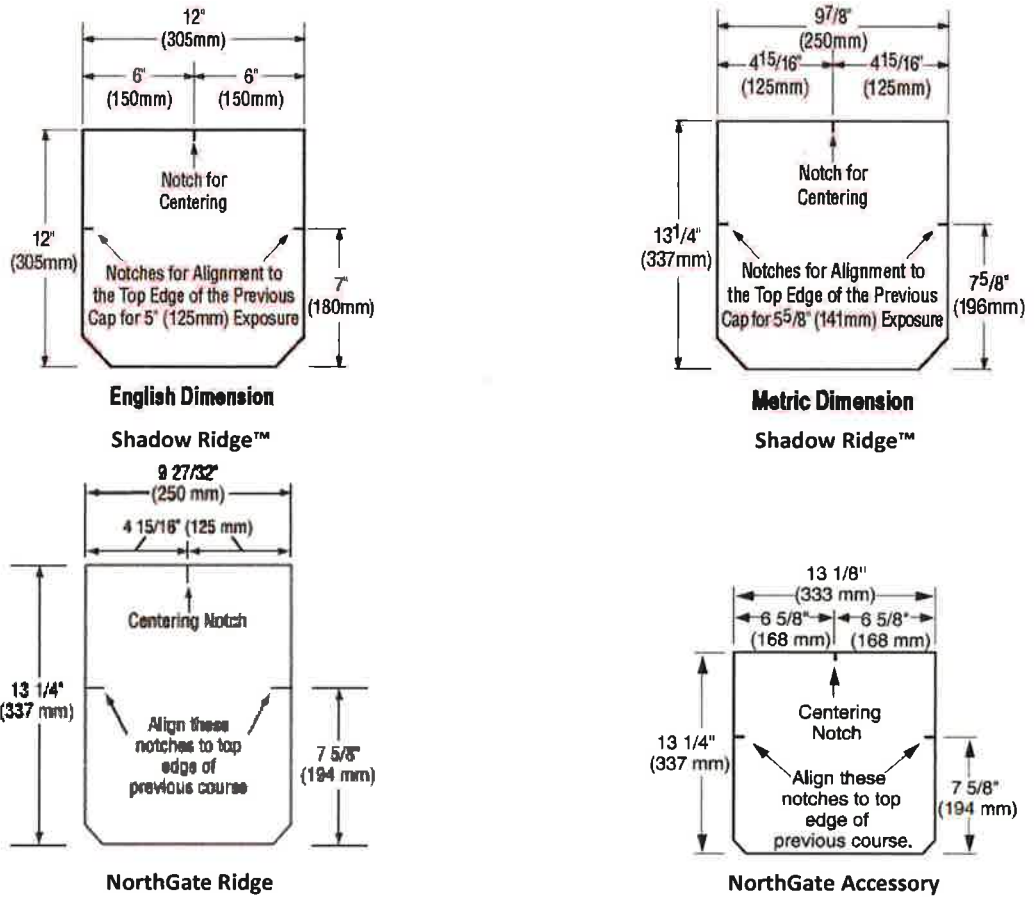 12"
(305mm)
6"
(150mm)
6"
(150mm)
Notch for
Centering
12"
(305mm)
Notches for Alignment to
the Top Edge of the Previous
Cap for 5" (125mm) Exposure
7"
(180mm)
English Dimension
Shadow Ridge™
97/8"
(250mm)
415/16"
(125mm)
415/16"
(125mm)
Notch for
Centering
131/4"
(337mm)
Notches for Alignment to
the Top Edge of the Previous
Cap for 55/8" (141mm) Exposure
75/8"
(196mm)
Metric Dimension
Shadow Ridge™
9 27/32"
(250 mm)
4 15/16" (125 mm)
Centering Notch
13 1/4"
(337 mm)
Align these
notches to top
edge of
previous course
7 5/8"
(194 mm)
NorthGate Ridge
13 1/8"
(333 mm)
6 5/8"
(168 mm)
6 5/8"
(168 mm)
Centering
Notch
13 1/4"
(337 mm)
Align these
notches to top
edge of
previous course.
7 5/8"
(194 mm)
NorthGate Accessory